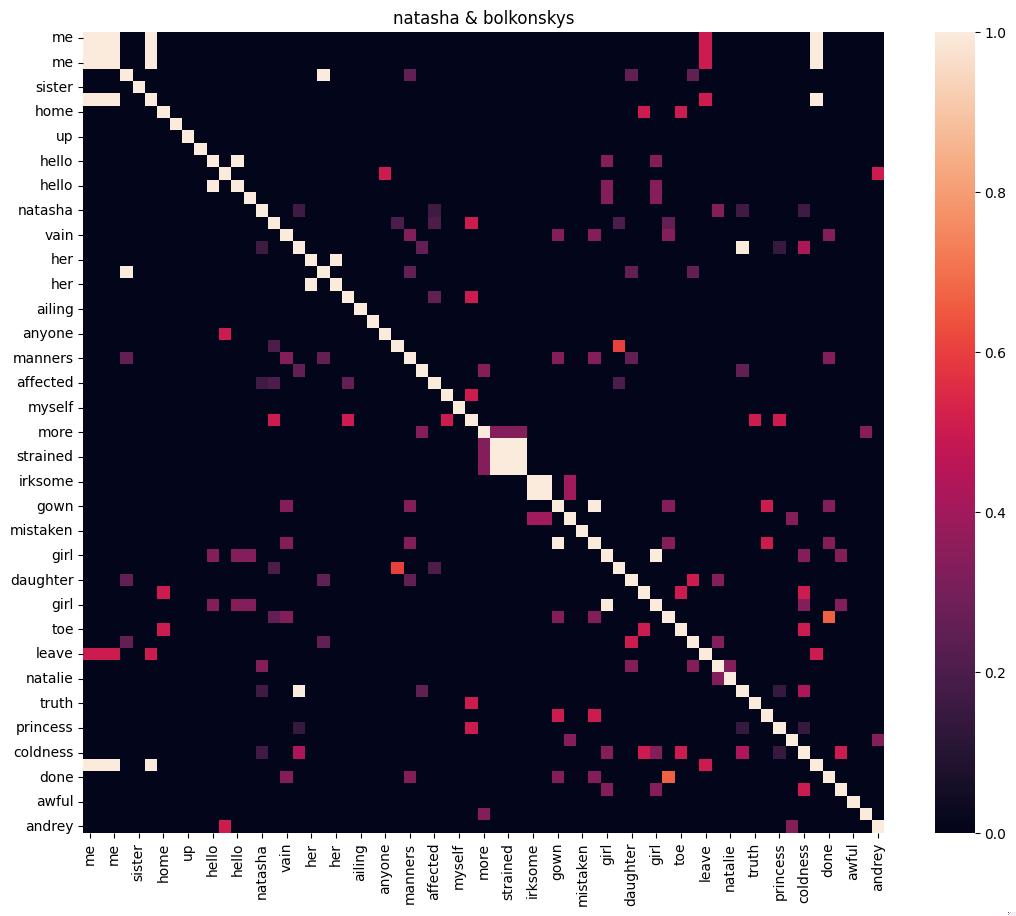 natasha & bolkonskys
me
me
sister
home
up
hello
hello
natasha
vain
her
her
ailing
anyone
manners
affected
myself
more
strained
irksome
gown
mistaken
girl
daughter
girl
toe
leave
natalie
truth
princess
coldness
done
awful
andrey
me me sister home up hello hello natasha vain her her ailing anyone manners affected myself more strained irksome gown mistaken girl daughter girl toe leave natalie truth princess coldness done awful andrey
1.0
0.8
0.6
0.4
0.2
0.0